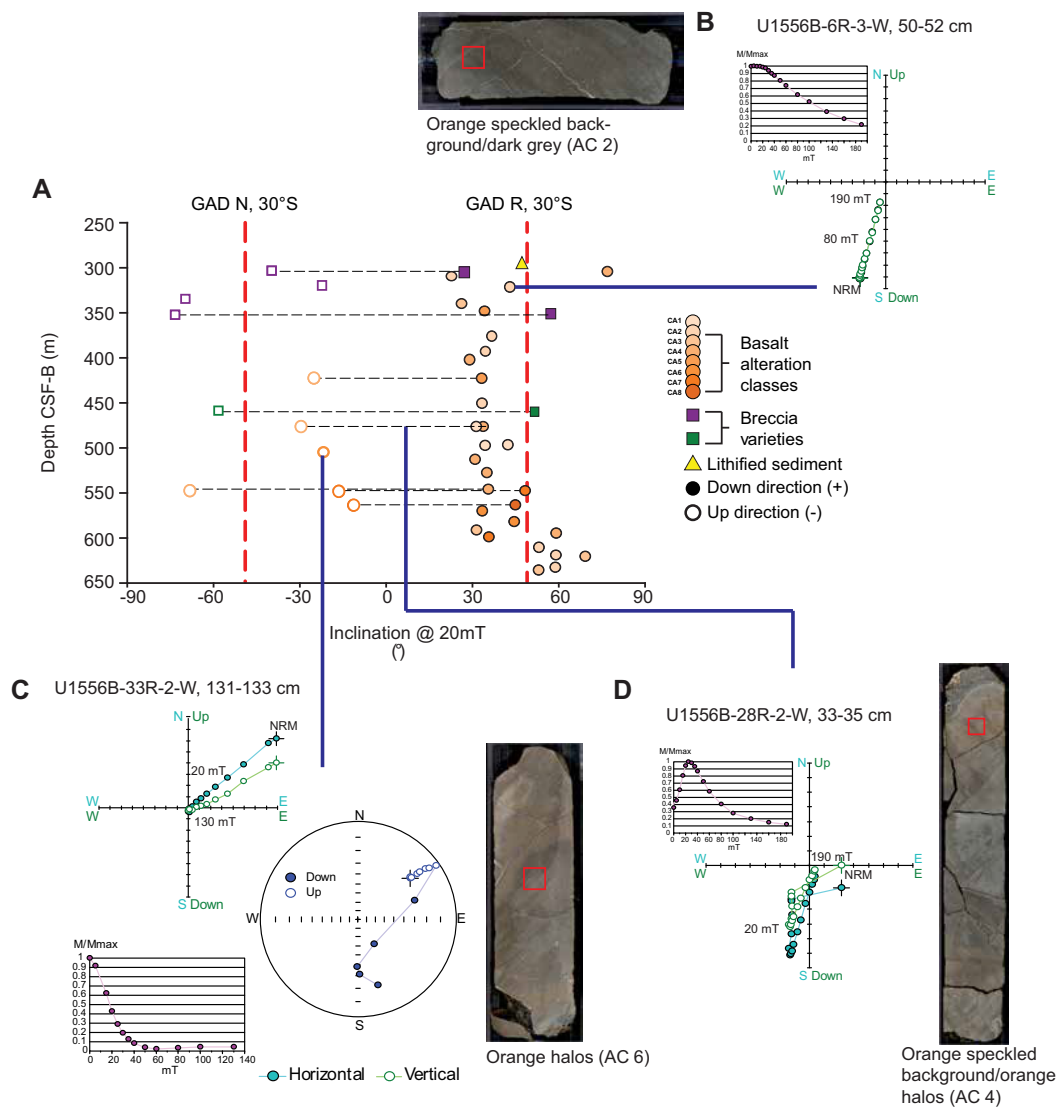 B
U1556B-6R-3-W, 50-52 cm
M/Mmax
1
0.9
0.8
0.7
0.6
0.5
0.4
0.3
0.2
0.1
0
0 20 40 60 80 100 200
mT
N Up
W
W
E
E
190 mT
80 mT
NRM
S Down
Orange speckled back-
ground/dark grey (AC 2)
A
GAD N, 30°S
GAD R, 30°S
250
300
350
400
450
500
550
600
650
Depth CSF-B (m)
-90 -60 -30 0 30 60 90
Inclination @ 20mT
(°)
CA1
CA2
CA3
CA4
CA5
CA6
CA7
CA8
Basalt
alteration
classes
Breccia
varieties
Lithified sediment
Down direction (+)
Up direction (-)
C
U1556B-33R-2-W, 131-133 cm
N Up
NRM
20 mT
W
W
E
E
130 mT
S Down
N
Down
Up
W
E
S
M/Mmax
1
0.9
0.8
0.7
0.6
0.5
0.4
0.3
0.2
0.1
0
0 20 40 60 80 100 120 140
mT
Horizontal
Vertical
Orange halos (AC 6)
D
U1556B-28R-2-W, 33-35 cm
M/Mmax
1
0.9
0.8
0.7
0.6
0.5
0.4
0.3
0.2
0.1
0
0 20 40 60 80 100 200
mT
N Up
190 mT
W
W
E
E
NRM
20 mT
S Down
Orange speckled
background/orange
halos (AC 4)